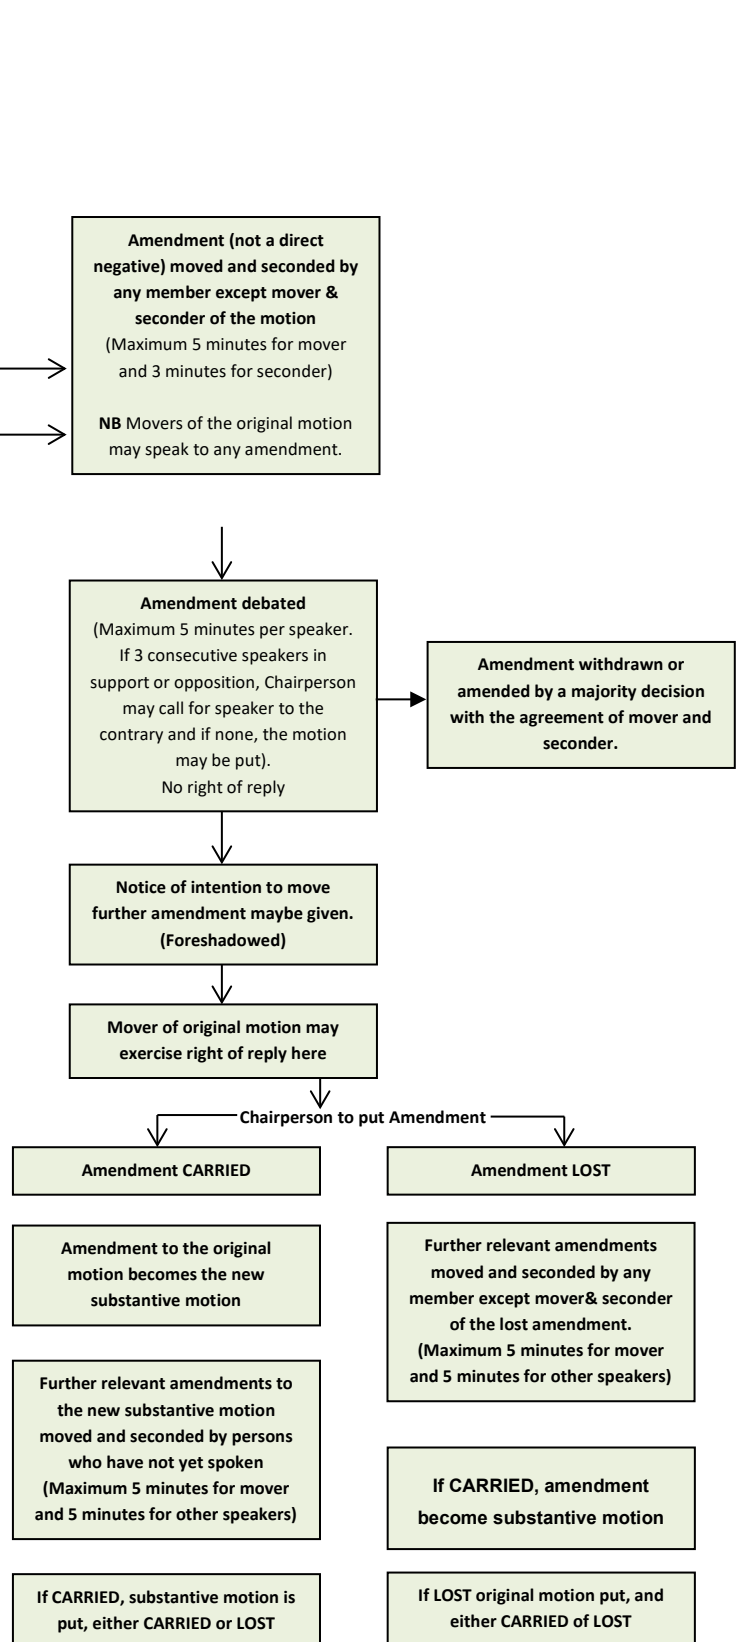 Amendment (not a direct
negative) moved and seconded by
any member except mover &
seconder of the motion
(Maximum 5 minutes for mover
and 3 minutes for seconder)
NB Movers of the original motion
may speak to any amendment.
Amendment debated
(Maximum 5 minutes per speaker.
If 3 consecutive speakers in
support or opposition, Chairperson
may call for speaker to the
contrary and if none, the motion
may be put).
No right of reply
Amendment withdrawn or
amended by a majority decision
with the agreement of mover and
seconder.
Notice of intention to move
further amendment maybe given.
(Foreshadowed)
Mover of original motion may
exercise right of reply here
Chairperson to put Amendment
Amendment CARRIED
Amendment to the original
motion becomes the new
substantive motion
Further relevant amendments to
the new substantive motion
moved and seconded by persons
who have not yet spoken
(Maximum 5 minutes for mover
and 5 minutes for other speakers)
If CARRIED, substantive motion is
put, either CARRIED or LOST
Amendment LOST
Further relevant amendments
moved and seconded by any
member except mover& seconder
of the lost amendment.
(Maximum 5 minutes for mover
and 5 minutes for other speakers)
If CARRIED, amendment
become substantive motion
If LOST original motion put, and
either CARRIED of LOST